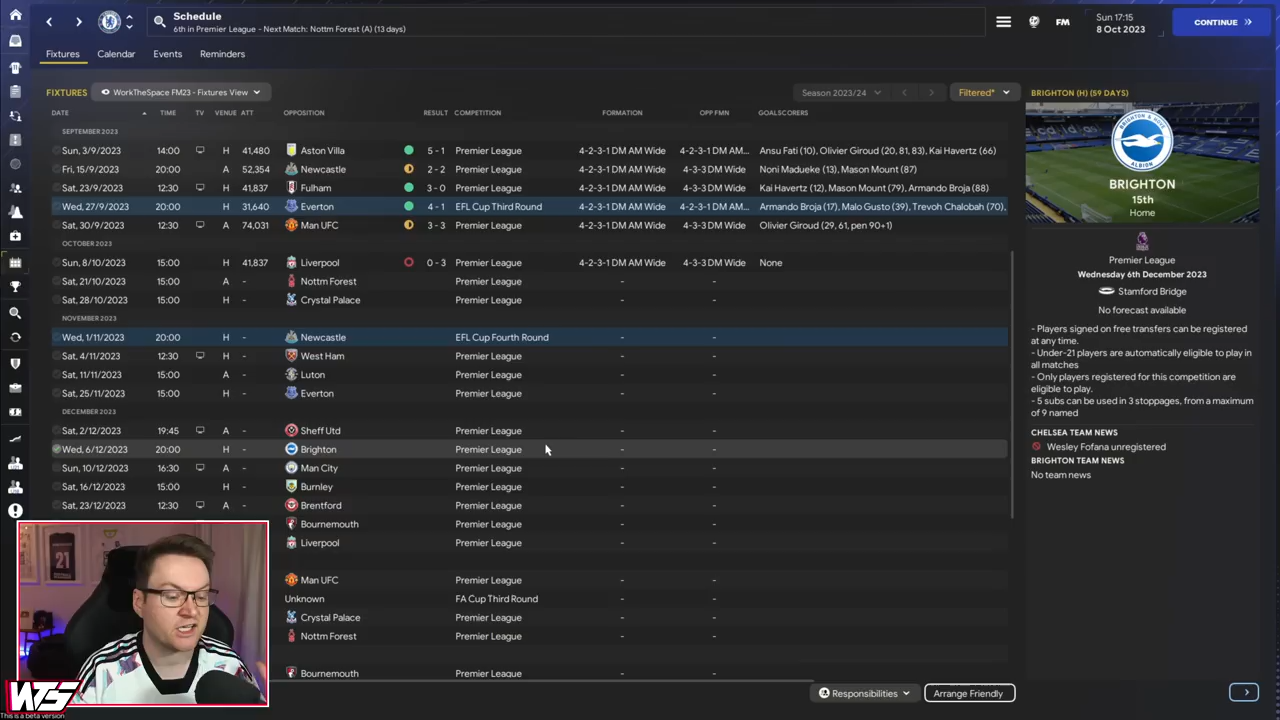 Schedule
6th in Premier League - Next Match: Nottm Forest (A) (13 days)
FM
Sun 17:15
8 Oct 2023
CONTINUE
Fixtures Calendar Events Reminders
FIXTURES WorkTheSpace FM23 - Fixtures View Season 2023/24 Filtered*
DATE TIME TV VENUE ATT OPPOSITION RESULT COMPETITION FORMATION OPP FMN GOALSCORERS
SEPTEMBER 2023
Sun, 3/9/2023 14:00 H 41,480 Aston Villa 5 - 1 Premier League 4-2-3-1 DM AM Wide 4-2-3-1 DM AM... Ansu Fati (10), Olivier Giroud (20, 81, 83), Kai Havertz (66)
Fri, 15/9/2023 20:00 A 52,354 Newcastle 2 - 2 Premier League 4-2-3-1 DM AM Wide 4-3-3 DM Wide Noni Madueke (13), Mason Mount (87)
Sat, 23/9/2023 12:30 H 41,837 Fulham 3 - 0 Premier League 4-2-3-1 DM AM Wide 4-3-3 DM Wide Kai Havertz (12), Mason Mount (79), Armando Broja (88)
Wed, 27/9/2023 20:00 H 31,640 Everton 4 - 1 EFL Cup Third Round 4-2-3-1 DM AM Wide 4-2-3-1 DM AM... Armando Broja (17), Malo Gusto (39), Trevoh Chalobah (70),
Sat, 30/9/2023 12:30 A 74,031 Man UFC 3 - 3 Premier League 4-2-3-1 DM AM Wide 4-3-3 DM Wide Olivier Giroud (29, 61, pen 90+1)
OCTOBER 2023
Sun, 8/10/2023 15:00 H 41,837 Liverpool 0 - 3 Premier League 4-2-3-1 DM AM Wide 4-3-3 DM Wide None
Sat, 21/10/2023 15:00 A - Nottm Forest Premier League - -
Sat, 28/10/2023 15:00 H - Crystal Palace Premier League - -
NOVEMBER 2023
Wed, 1/11/2023 20:00 H - Newcastle EFL Cup Fourth Round - -
Sat, 4/11/2023 12:30 H - West Ham Premier League - -
Sat, 11/11/2023 15:00 A - Luton Premier League - -
Sat, 25/11/2023 15:00 H - Everton Premier League - -
DECEMBER 2023
Sat, 2/12/2023 19:45 A - Sheff Utd Premier League - -
Wed, 6/12/2023 20:00 H - Brighton Premier League - -
Sun, 10/12/2023 16:30 A - Man City Premier League - -
Sat, 16/12/2023 15:00 H - Burnley Premier League - -
Sat, 23/12/2023 12:30 A - Brentford Premier League - -
Bournemouth Premier League - -
Liverpool Premier League - -
Man UFC Premier League - -
Unknown FA Cup Third Round - -
Crystal Palace Premier League - -
Nottm Forest Premier League - -
Bournemouth Premier League - -
Responsibilities Arrange Friendly
BRIGHTON (H) (59 DAYS)
BRIGHTON
15th
Home
Premier League
Wednesday 6th December 2023
Stamford Bridge
No forecast available
- Players signed on free transfers can be registered
at any time.
- Under-21 players are automatically eligible to play in
all matches
- Only players registered for this competition are
eligible to play.
- 5 subs can be used in 3 stoppages, from a maximum
of 9 named
CHELSEA TEAM NEWS
Wesley Fofana unregistered
BRIGHTON TEAM NEWS
No team news
21
WTS
This is a beta version